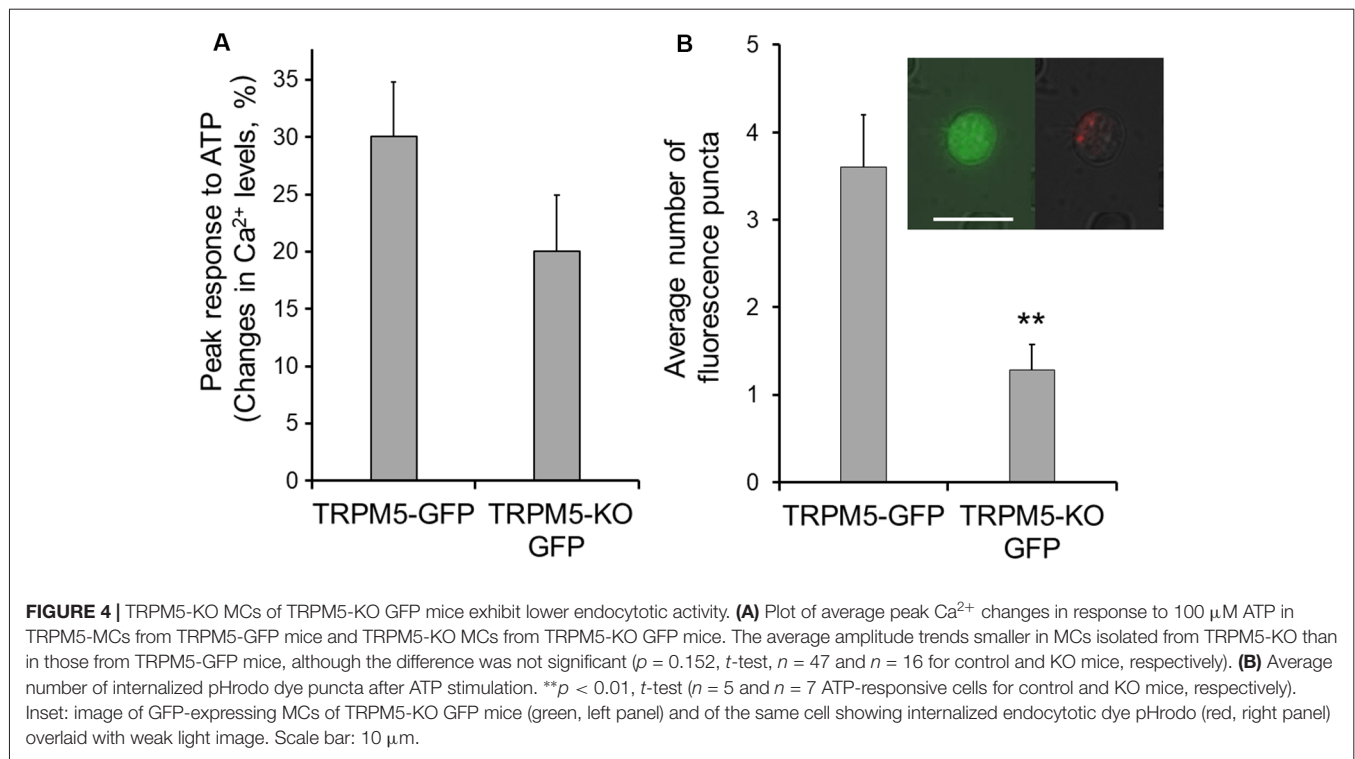 A
Peak response to ATP
(Changes in Ca²⁺ levels, %)
35
30
25
20
15
10
5
0
TRPM5-GFP TRPM5-KO
GFP
B
Average number of
fluorescence puncta
5
4
3
2
1
0
**
TRPM5-GFP TRPM5-KO
GFP
FIGURE 4 | TRPM5-KO MCs of TRPM5-KO GFP mice exhibit lower endocytotic activity. (A) Plot of average peak Ca²⁺ changes in response to 100 μM ATP in
TRPM5-MCs from TRPM5-GFP mice and TRPM5-KO MCs from TRPM5-KO GFP mice. The average amplitude trends smaller in MCs isolated from TRPM5-KO than
in those from TRPM5-GFP mice, although the difference was not significant (p = 0.152, t-test, n = 47 and n = 16 for control and KO mice, respectively). (B) Average
number of internalized pHrodo dye puncta after ATP stimulation. **p < 0.01, t-test (n = 5 and n = 7 ATP-responsive cells for control and KO mice, respectively).
Inset: image of GFP-expressing MCs of TRPM5-KO GFP mice (green, left panel) and of the same cell showing internalized endocytotic dye pHrodo (red, right panel)
overlaid with weak light image. Scale bar: 10 μm.